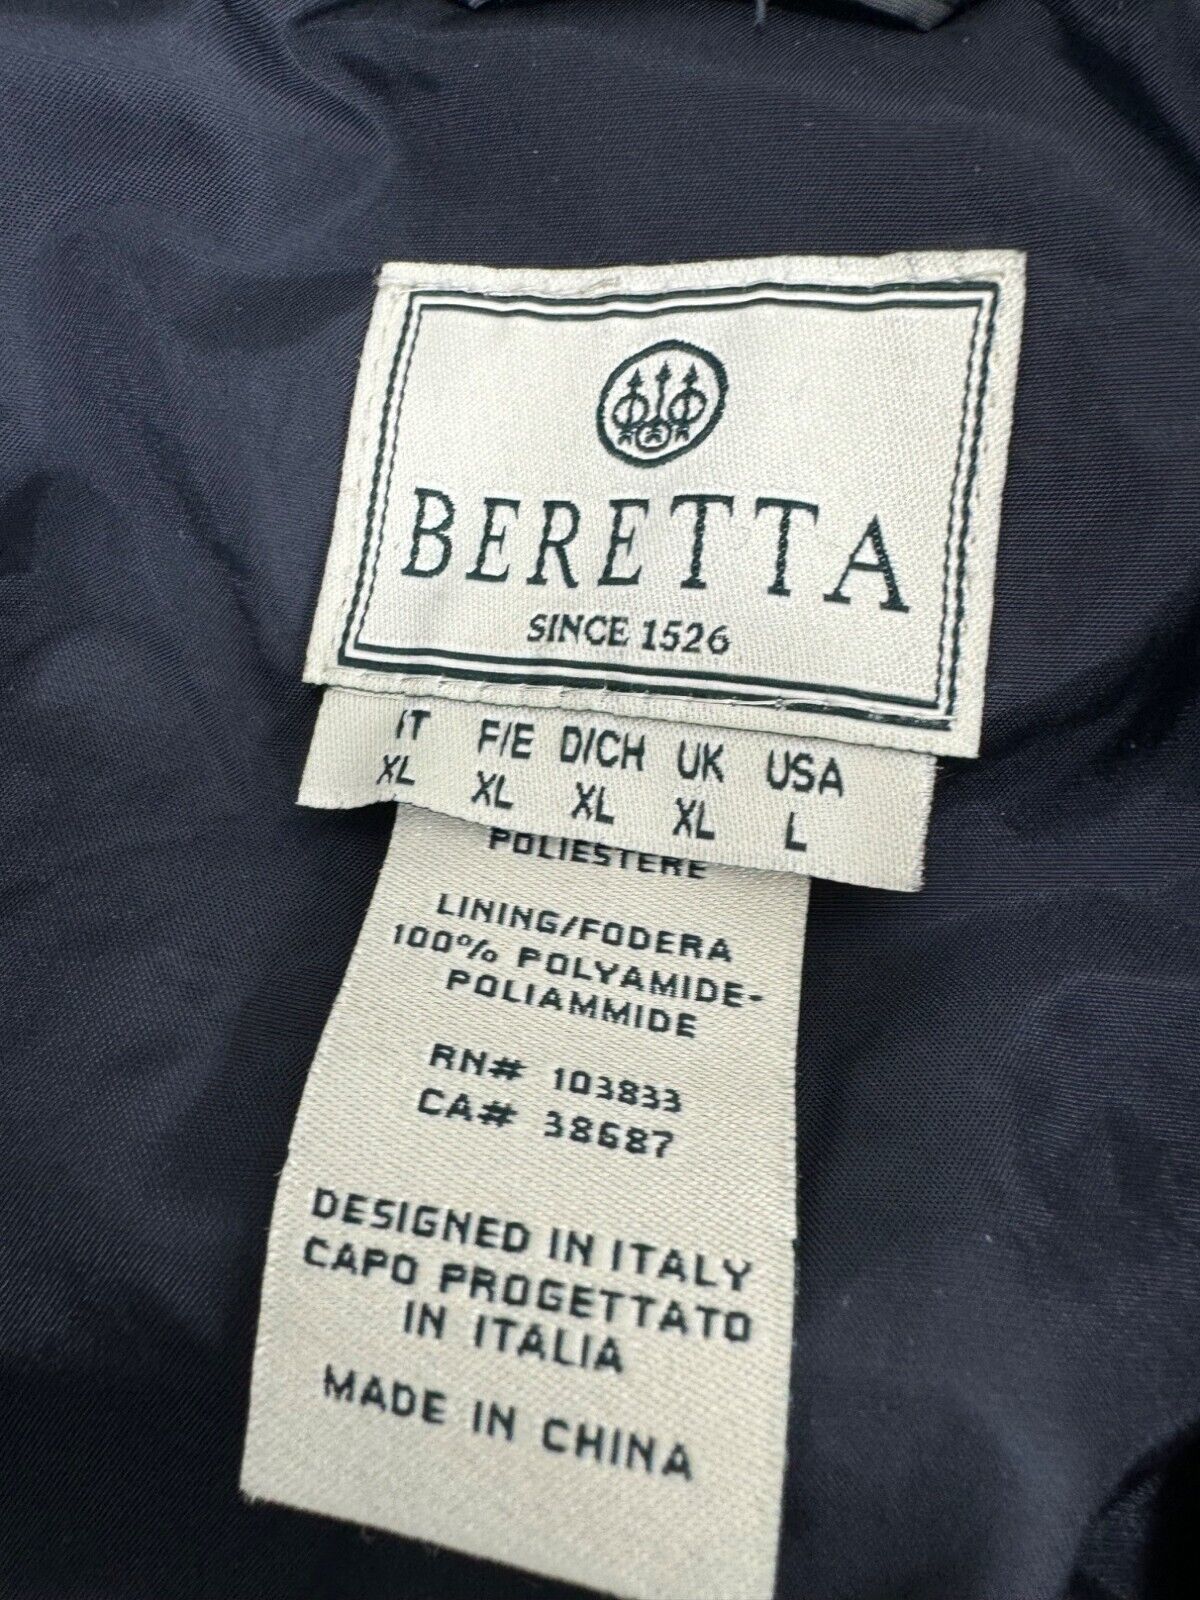 BERETTA
SINCE 1526
IT F/E D/CH UK USA
XL XL XL XL L
POLIESTERE
LINING/FODERA
100% POLYAMIDE-
POLIAMMIDE
RN# 103833
CA# 38687
DESIGNED IN ITALY
CAPO PROGETTATO
IN ITALIA
MADE IN CHINA